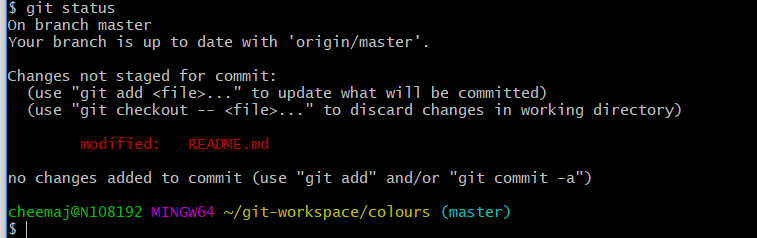 $ git status
On branch master
Your branch is up to date with 'origin/master'.
Changes not staged for commit:
(use "git add <file>..." to update what will be committed)
(use "git checkout -- <file>..." to discard changes in working directory)
modified: README.md
no changes added to commit (use "git add" and/or "git commit -a")
cheemaj@N108192 MINGW64 ~/git-workspace/colours (master)
$